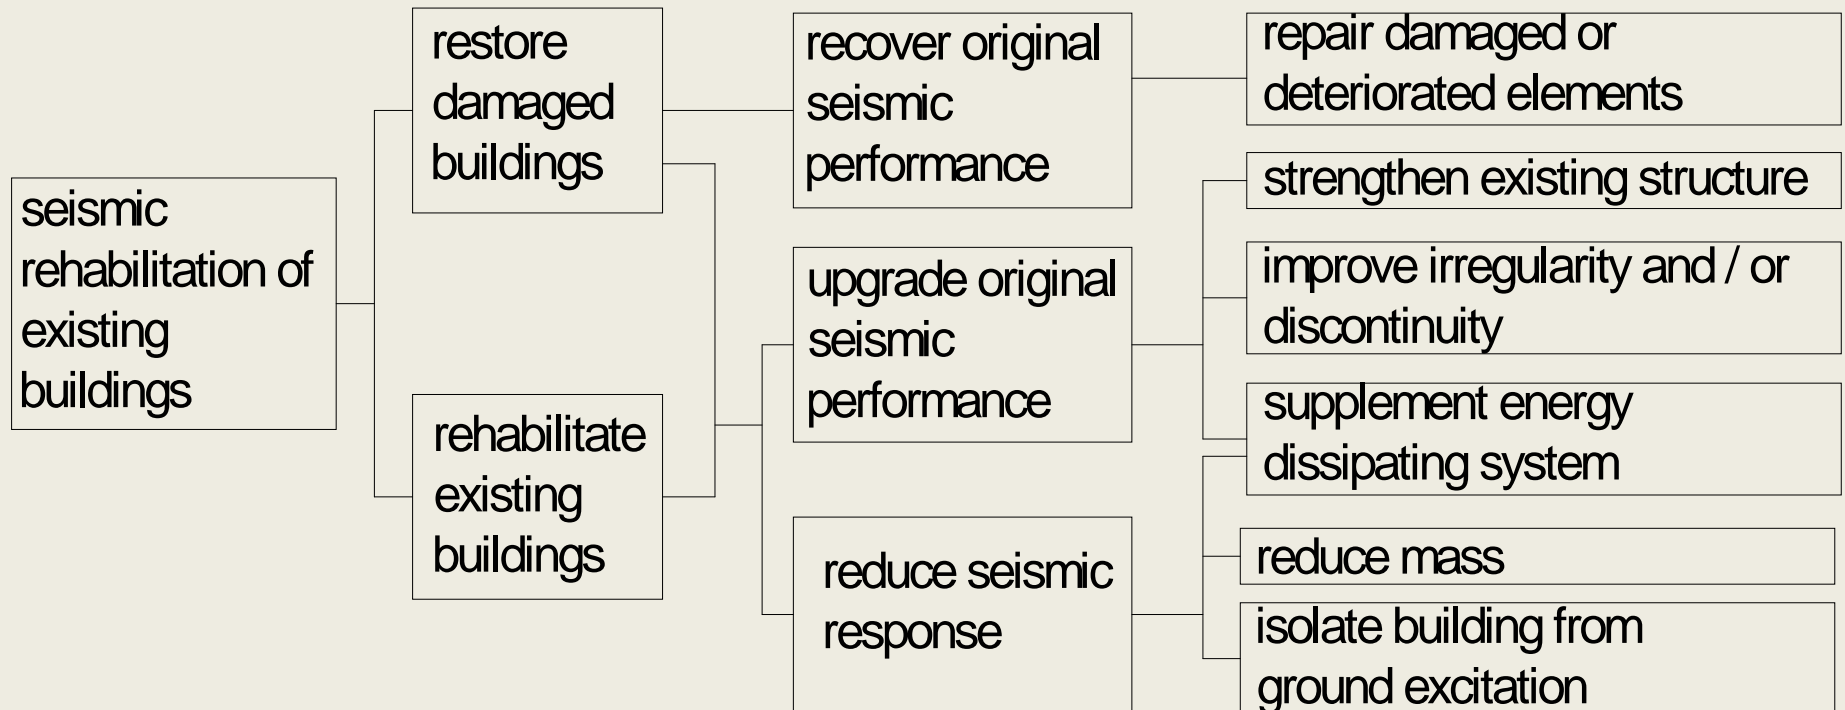 seismic
rehabilitation of
existing
buildings
restore
damaged
buildings
rehabilitate
existing
buildings
recover original
seismic
performance
upgrade original
seismic
performance
reduce seismic
response
repair damaged or
deteriorated elements
strengthen existing structure
improve irregularity and / or
discontinuity
supplement energy
dissipating system
reduce mass
isolate building from
ground excitation